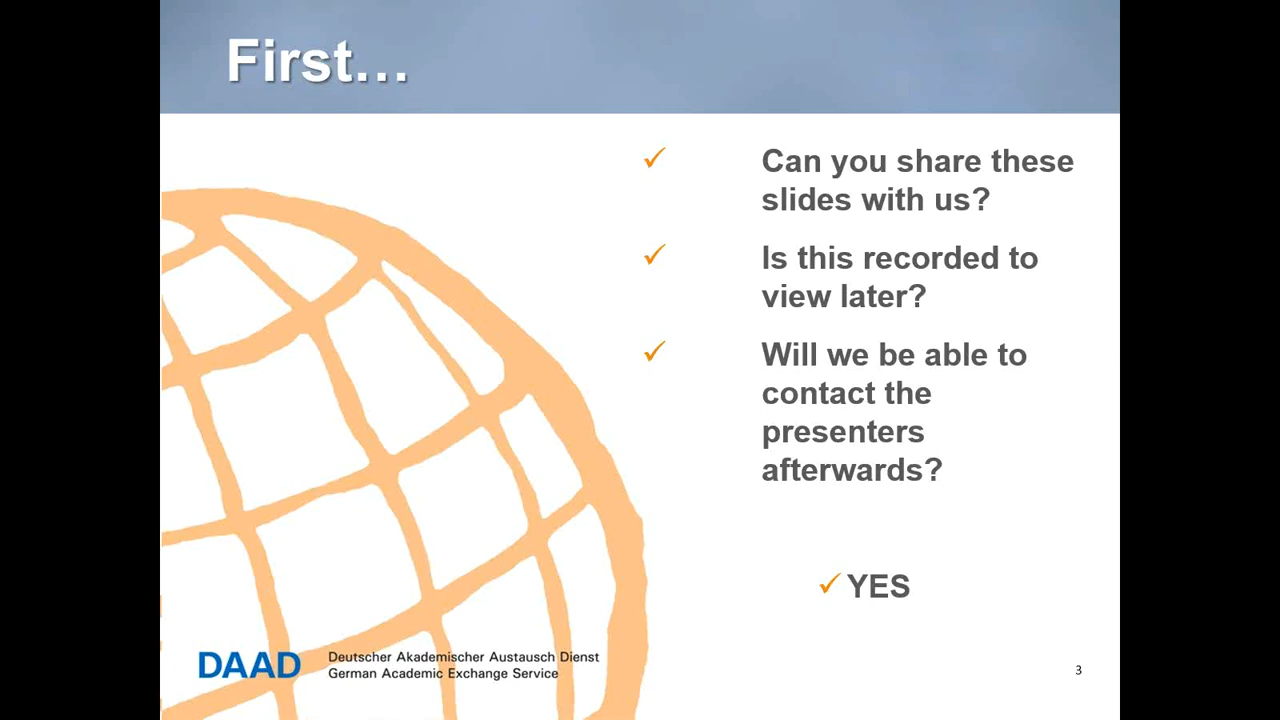 First…
✓ Can you share these
slides with us?
✓ Is this recorded to
view later?
✓ Will we be able to
contact the
presenters
afterwards?
✓ YES
DAAD
Deutscher Akademischer Austausch Dienst
German Academic Exchange Service
3